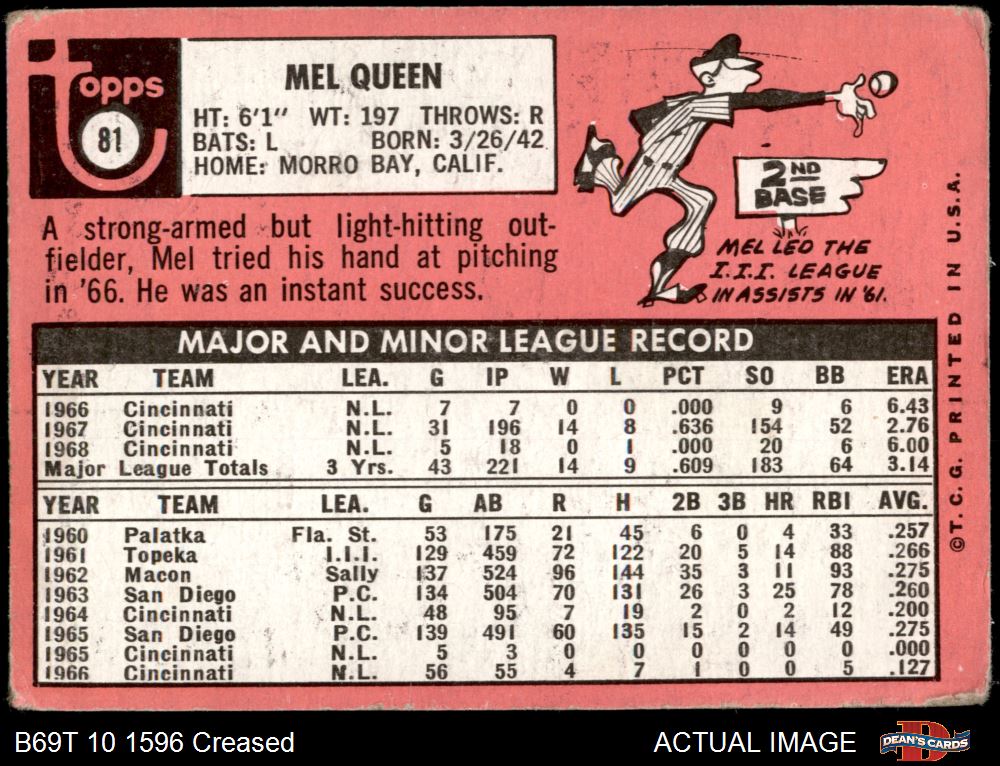 Topps
81
MEL QUEEN
HT: 6'1" WT: 197 THROWS: R
BATS: L BORN: 3/26/42
HOME: MORRO BAY, CALIF.
A strong-armed but light-hitting out-
fielder, Mel tried his hand at pitching
in '66. He was an instant success.
2ND
BASE
MEL LED THE
I.I.I. LEAGUE
IN ASSISTS IN '61.
MAJOR AND MINOR LEAGUE RECORD
YEAR TEAM LEA. G IP W L PCT SO BB ERA
1966 Cincinnati N.L. 7 7 0 0 .000 9 6 6.43
1967 Cincinnati N.L. 31 196 14 8 .636 154 52 2.76
1968 Cincinnati N.L. 5 18 0 1 .000 20 6 6.00
Major League Totals 3 Yrs. 43 221 14 9 .609 183 64 3.14
YEAR TEAM LEA. G AB R H 2B 3B HR RBI AVG.
1960 Palatka Fla. St. 53 175 21 45 6 0 4 33 .257
1961 Topeka I.I.I. 129 459 72 122 20 5 14 88 .266
1962 Macon Sally 137 524 96 144 35 3 11 93 .275
1963 San Diego P.C. 134 504 70 131 26 3 25 78 .260
1964 Cincinnati N.L. 48 95 7 19 2 0 2 12 .200
1965 San Diego P.C. 139 491 60 135 15 2 14 49 .275
1965 Cincinnati N.L. 5 3 0 0 0 0 0 0 .000
1966 Cincinnati N.L. 56 55 4 7 1 0 0 5 .127
©T.C.G. PRINTED IN U.S.A.
B69T 10 1596 Creased
ACTUAL IMAGE
DEAN'S CARDS